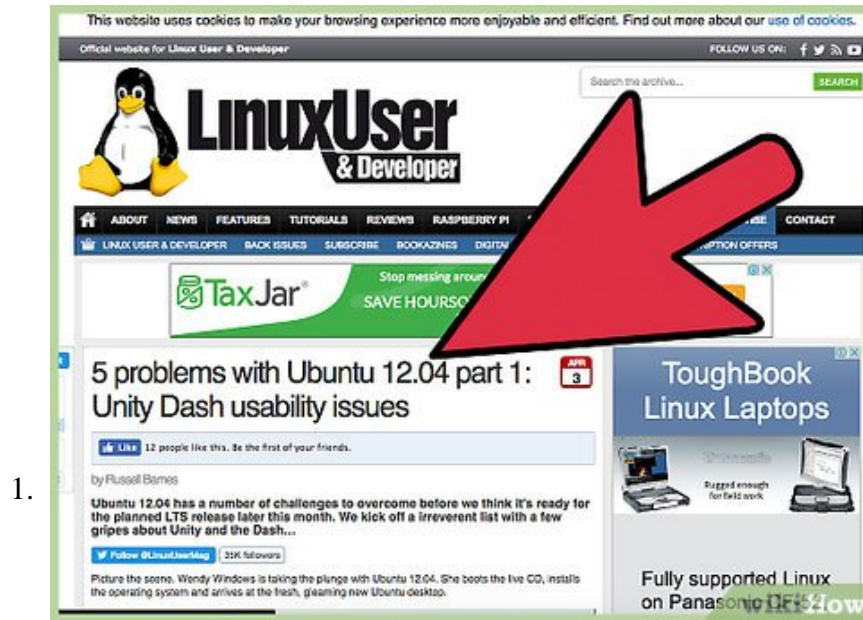 This website uses cookies to make your browsing experience more enjoyable and efficient. Find out more about our use of cookies.
Official website for Linux User & Developer
FOLLOW US ON:
Search the archive...
SEARCH
LinuxUser
& Developer
ABOUT NEWS FEATURES TUTORIALS REVIEWS RASPBERRY PI CONTACT
LINUX USER & DEVELOPER BACK ISSUES SUBSCRIBE BOOKAZINES DIGITAL OFFERS
TaxJar
Stop messing
SAVE HOURS
5 problems with Ubuntu 12.04 part 1:
Unity Dash usability issues
APR
3
Like 12 people like this. Be the first of your friends.
by Russell Barnes
Ubuntu 12.04 has a number of challenges to overcome before we think it's ready for
the planned LTS release later this month. We kick off a irreverent list with a few
gripes about Unity and the Dash...
Follow @LinuxUserMag 35K followers
Picture the scene. Wendy Windows is taking the plunge with Ubuntu 12.04. She boots the live CD, installs
the operating system and arrives at the fresh, gleaming new Ubuntu desktop.
ToughBook
Linux Laptops
Rugged enough
for field work
Fully supported Linux
on Panasonic
wikiHow
1.